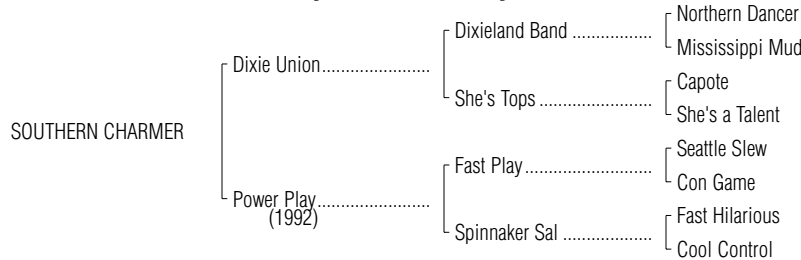 Northern Dancer
Dixieland Band ..................
Mississippi Mud
Dixie Union.......................
Capote
She's Tops .........................
She's a Talent
SOUTHERN CHARMER
Seattle Slew
Fast Play ............................
Con Game
Power Play........................
(1992)
Fast Hilarious
Spinnaker Sal ....................
Cool Control